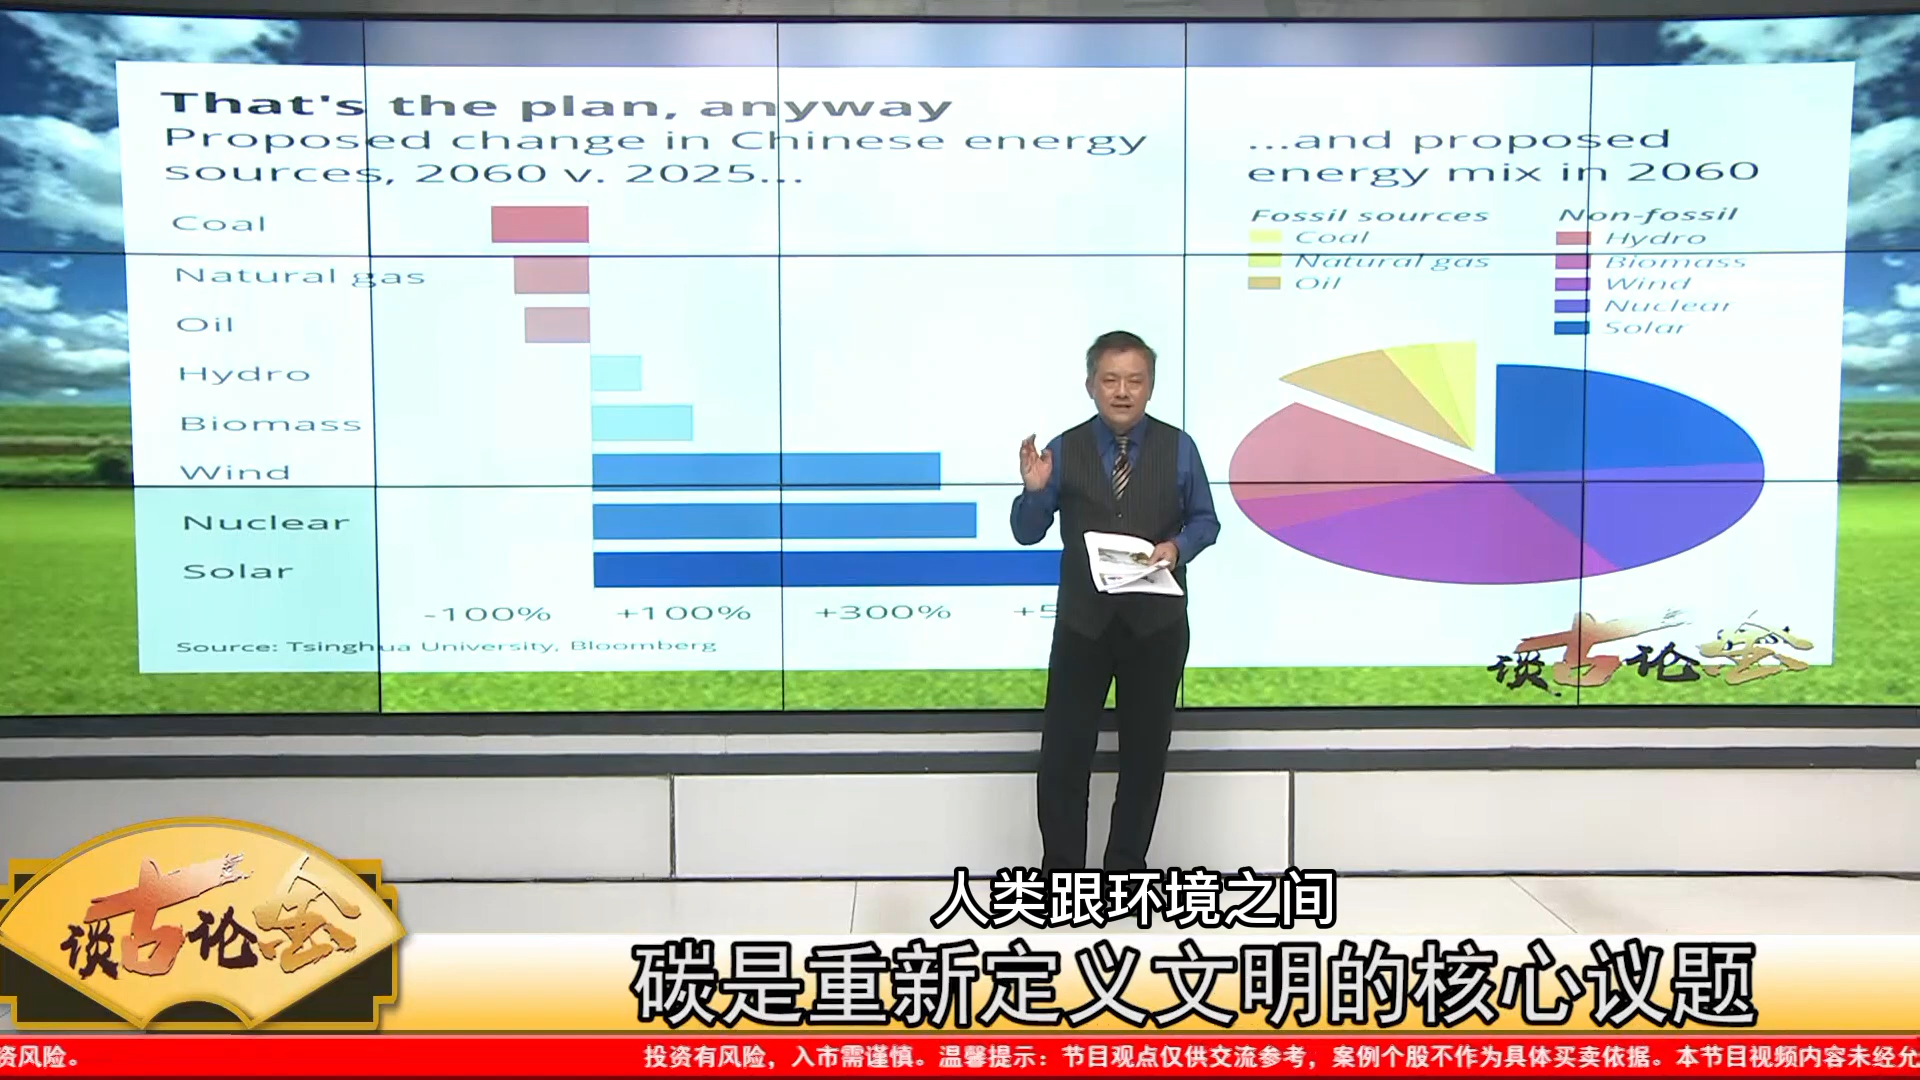 That's the plan, anyway
Proposed change in Chinese energy
sources, 2060 v. 2025...
Coal
Natural gas
Oil
Hydro
Biomass
Wind
Nuclear
Solar
-100% +100% +300% +5
Source: Tsinghua University, Bloomberg
...and proposed
energy mix in 2060
Fossil sources
Coal
Natural gas
Oil
Non-fossil
Hydro
Biomass
Wind
Nuclear
Solar
谈古论金
人类跟环境之间
谈古论金
碳是重新定义文明的核心议题
资风险。 投资有风险，入市需谨慎。温馨提示：节目观点仅供交流参考，案例个股不作为具体买卖依据。本节目视频内容未经允